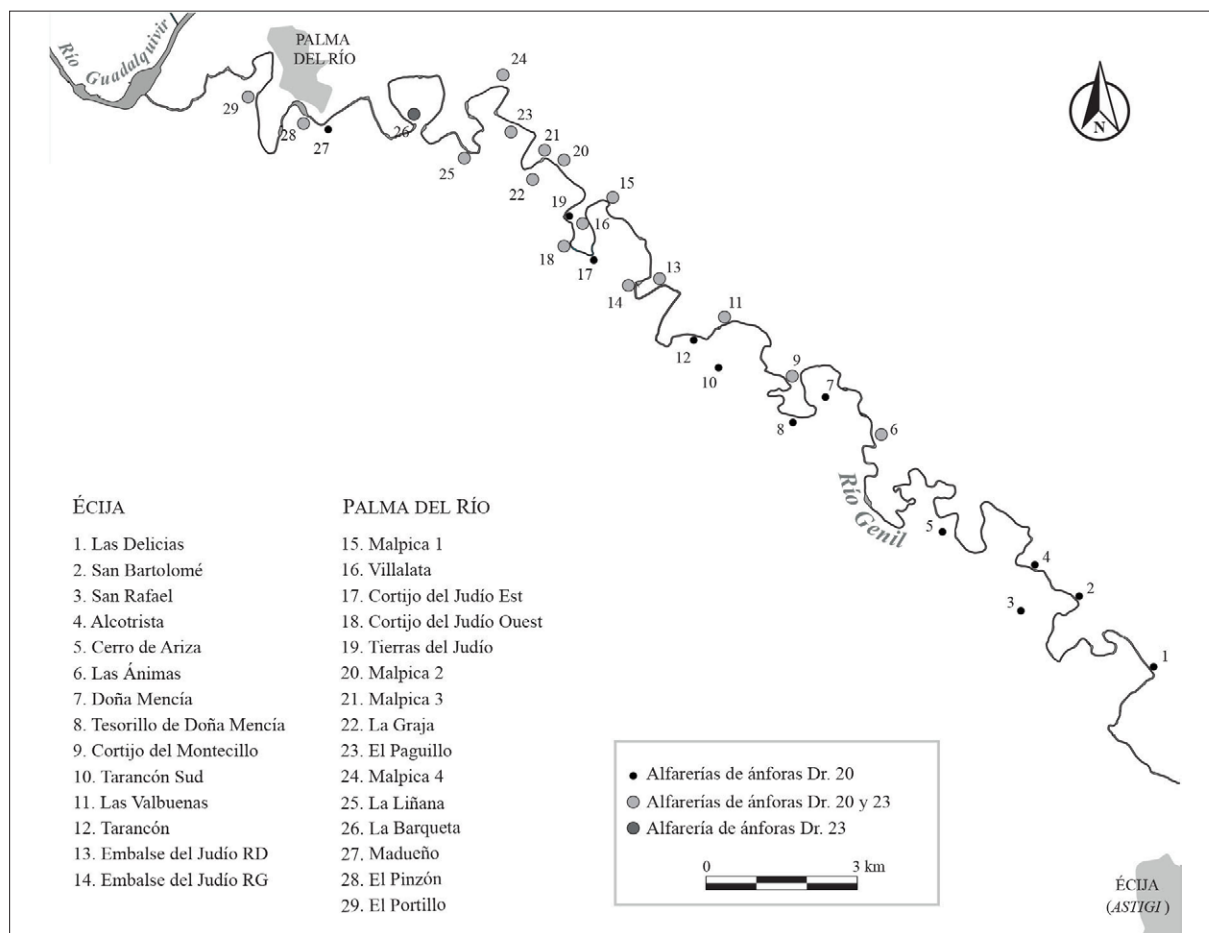 Río Guadalquivir
PALMA
DEL RÍO
24
29
28
27
26
23
25
21
20
22
15
19
16
18
17
13
14
11
12
10
9
7
8
6
Río Genil
5
4
2
3
1
ÉCIJA
1. Las Delicias
2. San Bartolomé
3. San Rafael
4. Alcotrista
5. Cerro de Ariza
6. Las Ánimas
7. Doña Mencía
8. Tesorillo de Doña Mencía
9. Cortijo del Montecillo
10. Tarancón Sud
11. Las Valbuenas
12. Tarancón
13. Embalse del Judío RD
14. Embalse del Judío RG
PALMA DEL RÍO
15. Malpica 1
16. Villalata
17. Cortijo del Judío Est
18. Cortijo del Judío Ouest
19. Tierras del Judío
20. Malpica 2
21. Malpica 3
22. La Graja
23. El Paguillo
24. Malpica 4
25. La Liñana
26. La Barqueta
27. Madueño
28. El Pinzón
29. El Portillo
N
Alfarerías de ánforas Dr. 20
Alfarerías de ánforas Dr. 20 y 23
Alfarería de ánforas Dr. 23
0 3 km
ÉCIJA
(ASTIGI )